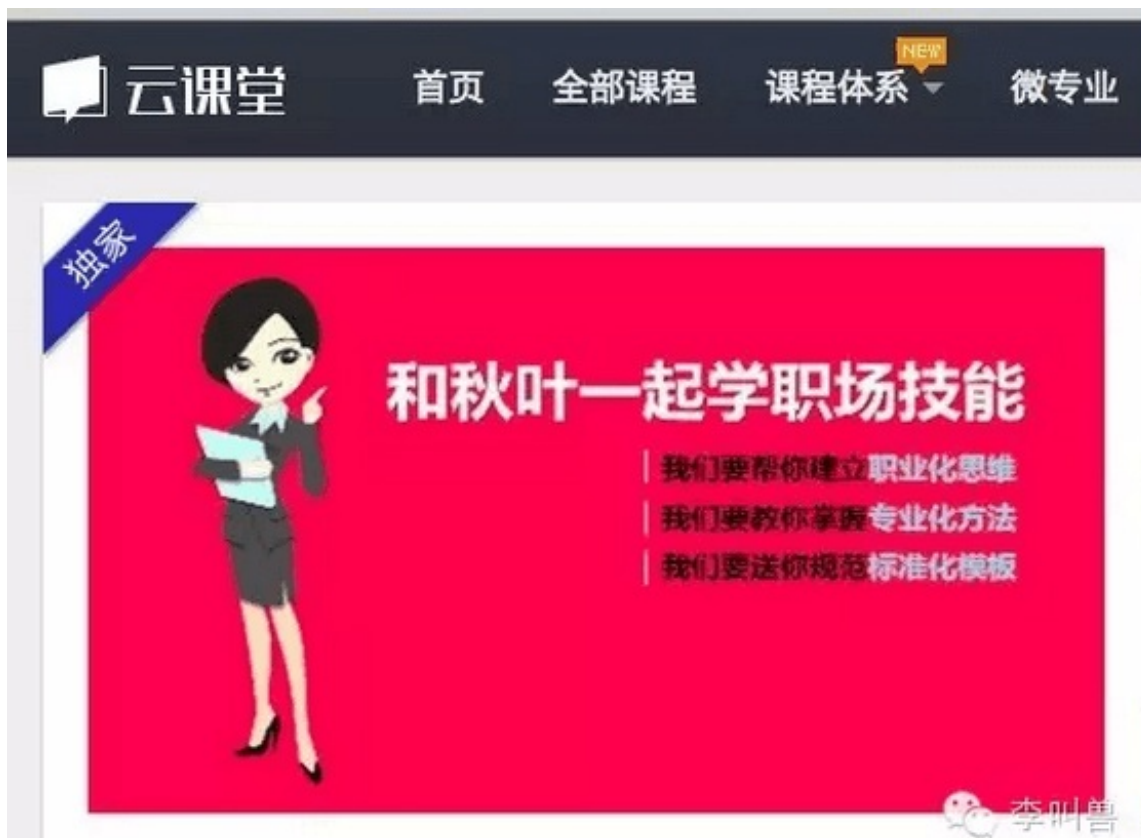 云课堂 首页 全部课程 课程体系 NEW 微专业
独家
和秋叶一起学职场技能
我们要帮你建立职业化思维
我们要教你掌握专业化方法
我们要送你规范标准化模板
李叫兽